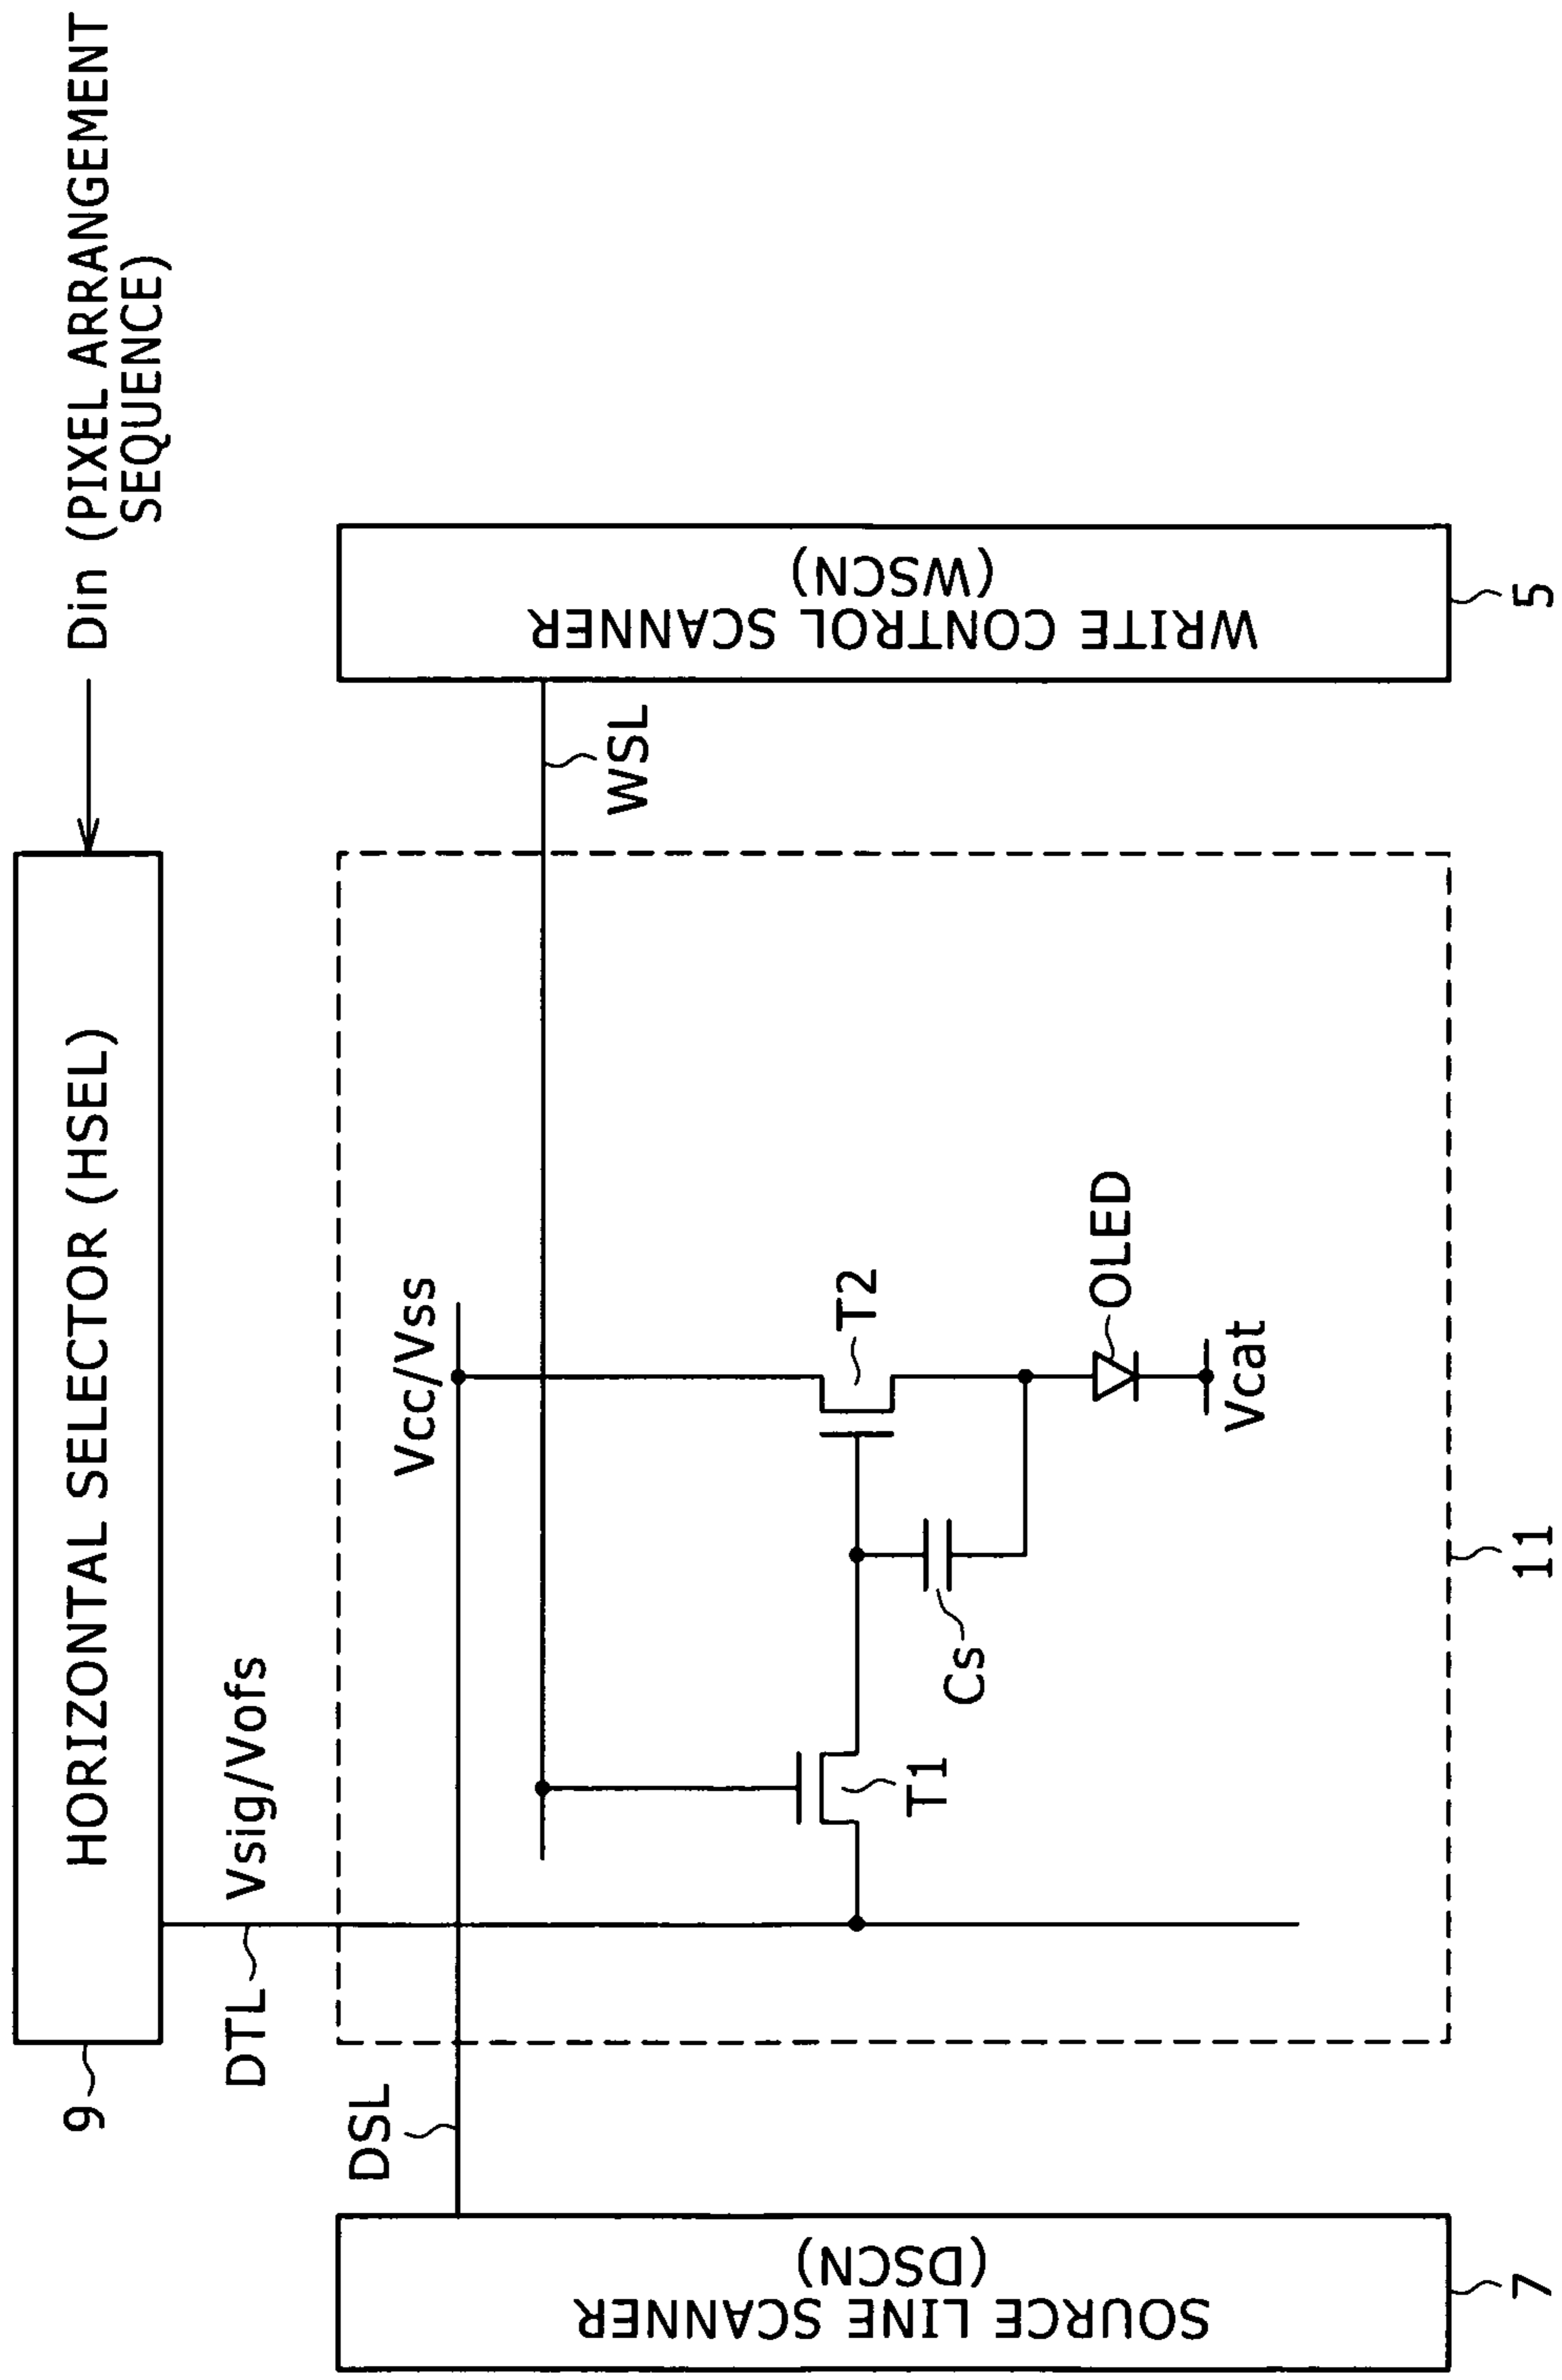 9
HORIZONTAL SELECTOR (HSEL)
Din (PIXEL ARRANGEMENT
SEQUENCE)
DTL
Vsig/Vofs
DSL
Vcc/Vss
WSL
SOURCE LINE SCANNER
(DSCN)
WRITE CONTROL SCANNER
(WSCN)
T1
T2
Cs
OLED
Vcat
7
11
5